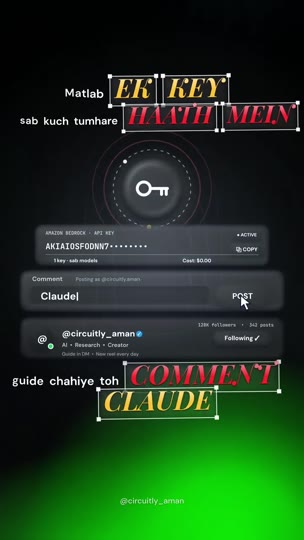 Matlab EK KEY
sab kuch tumhare HAATH MEIN
AMAZON BEDROCK · API KEY
• ACTIVE
AKIAIOSFODNN7••••••••
COPY
1 key · sab models
Cost: $0.00
Comment
Posting as @circuitly.aman
Claude
POST
128K followers • 342 posts
@
@circuitly_aman
Following ✓
AI • Research • Creator
Guide in DM • New reel every day
guide chahiye toh COMMENT
CLAUDE
@circuitly_aman